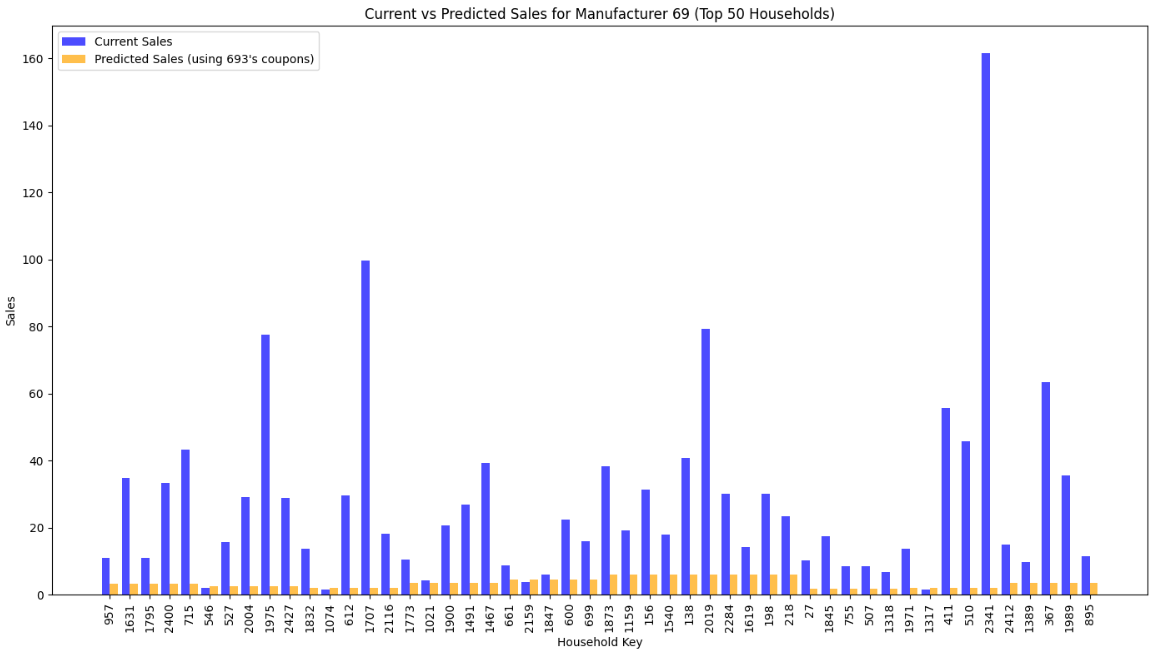 Current vs Predicted Sales for Manufacturer 69 (Top 50 Households)
Current Sales
Predicted Sales (using 693's coupons)
Sales
160
140
120
100
80
60
40
20
0
957 1631 1795 2400 715 546 527 2004 1975 2427 1832 1074 612 1707 2116 1773 1021 1900 1491 1467 661 2159 1847 600 699 1873 1159 156 1540 138 2019 2284 1619 198 218 27 1845 755 507 1318 1971 1317 411 510 2341 2412 1389 367 1989 895
Household Key